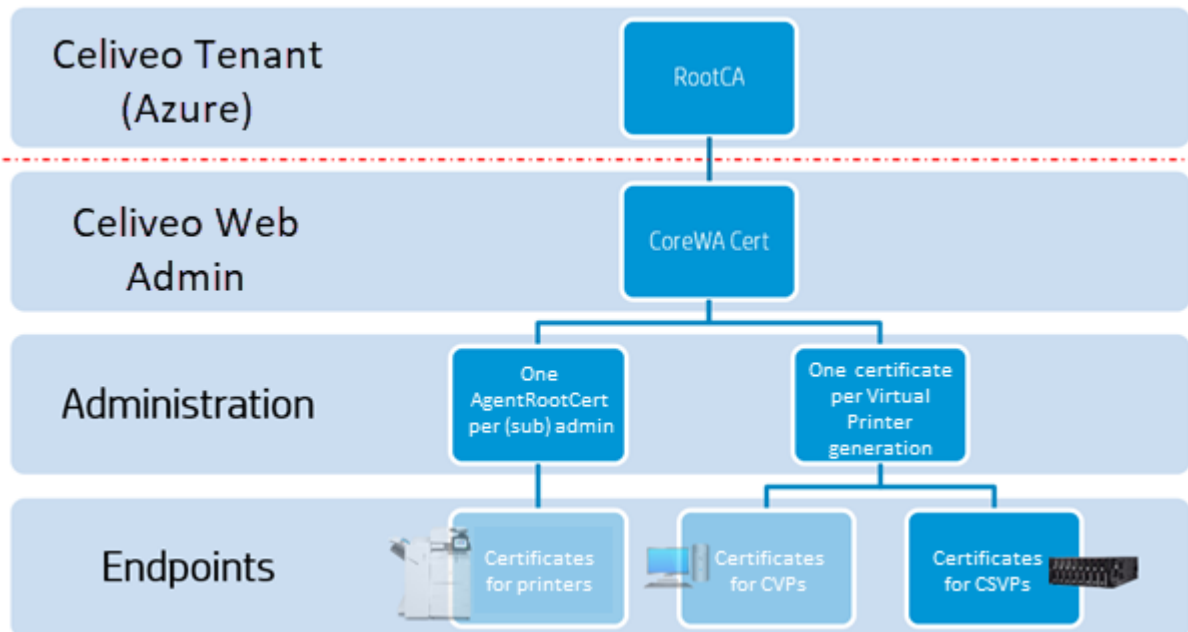 Celiveo Tenant
(Azure)
RootCA
Celiveo Web
Admin
CoreWA Cert
Administration
One
AgentRootCert
per (sub) admin
One certificate
per Virtual
Printer
generation
Endpoints
Certificates
for printers
Certificates
for CVPs
Certificates
for CSVPs